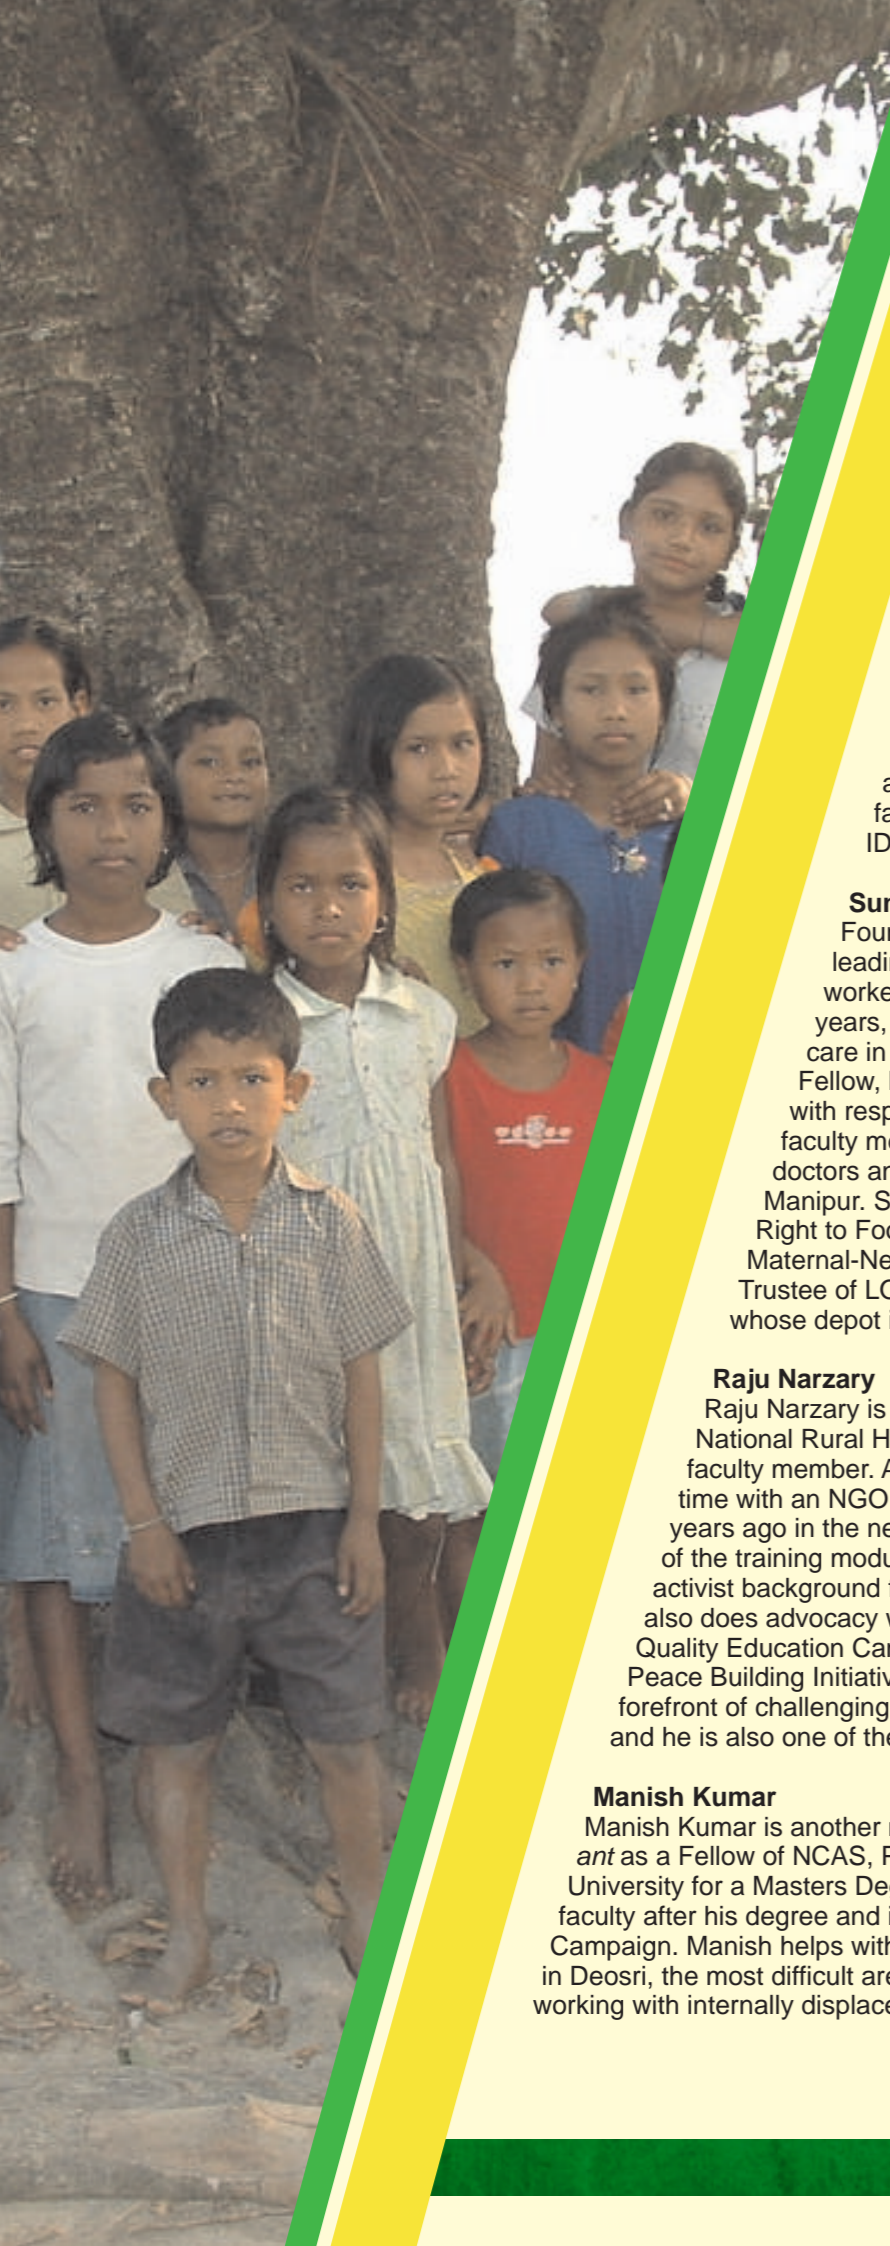 a
fa
ID
Sun
Four
leadin
worke
years,
care in
Fellow,
with resp
faculty me
doctors an
Manipur. S
Right to Foo
Maternal-Ne
Trustee of LO
whose depot i
Raju Narzary
Raju Narzary is
National Rural H
faculty member. A
time with an NGO
years ago in the ne
of the training modu
activist background
also does advocacy w
Quality Education Car
Peace Building Initiativ
forefront of challenging
and he is also one of the
Manish Kumar
Manish Kumar is another
ant as a Fellow of NCAS, P
University for a Masters De
faculty after his degree and i
Campaign. Manish helps with
in Deosri, the most difficult are
working with internally displace